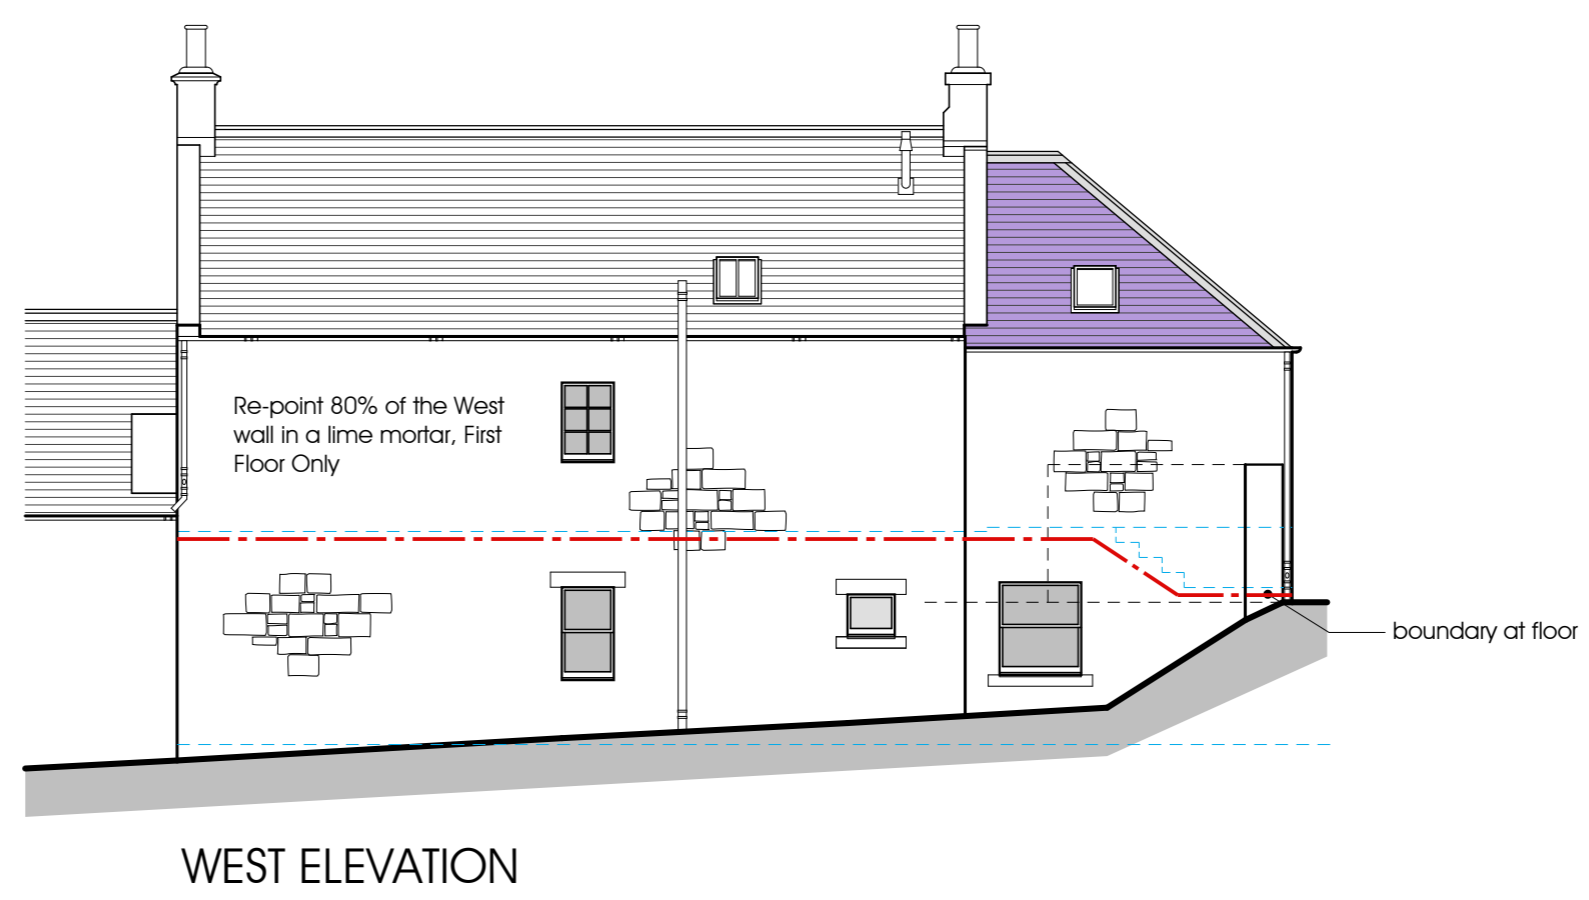 Re-point 80% of the West
wall in a lime mortar, First
Floor Only
boundary at floor
WEST ELEVATION